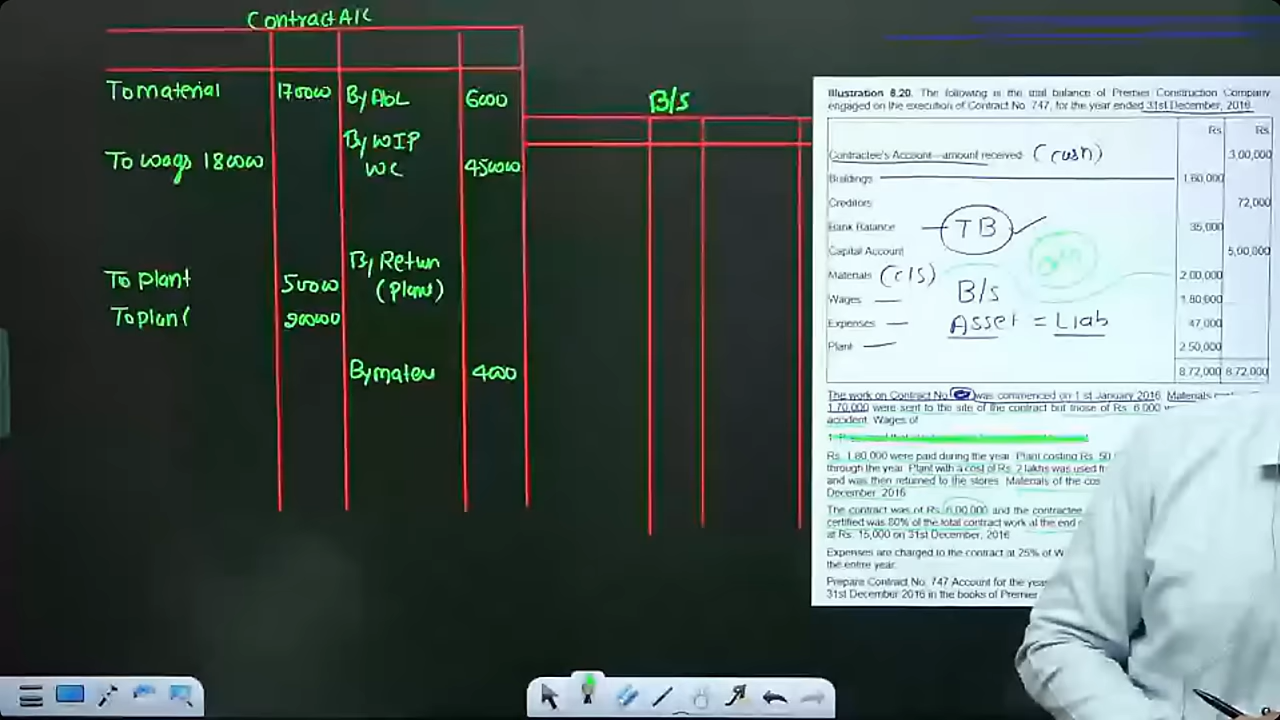 Contract A/C
To material 170000 By AbL 6000
By WIP
To wags 180000 WC 450000
By Return
To plant 50000 (Plant)
To plant 200000
By mateu 4000
B/S
Illustration 8.20. The following is the trial balance of Premier Construction Company
engaged on the execution of Contract No. 747, for the year ended 31st December, 2016.
Rs Rs.
Contractee's Account—amount received (cash) 3,00,000
Buildings 1,60,000
Creditors 72,000
Bank Balance TB 35,000
Capital Account 5,00,000
Materials (c/s) 2,00,000
Wages B/s 1,80,000
Expenses Asset = Liab 47,000
Plant 2,50,000
8,72,000 8,72,000
The work on Contract No. was commenced on 1 st January 2016. Materials
1,70,000 were sent to the site of the contract but those of Rs. 6,000
accident. Wages of
Rs. 1,80,000 were paid during the year. Plant costing Rs. 50
through the year. Plant with a cost of Rs. 2 lakhs was used
and was then returned to the stores. Materials of the cos
December, 2016
The contract was of Rs. 6,00,000 and the contractee
certified was 80% of the total contract work at the end
at Rs. 15,000 on 31st December, 2016
Expenses are charged to the contract at 25% of W
the entire year.
Prepare Contract No. 747 Account for the year
31st December 2016 in the books of Premier